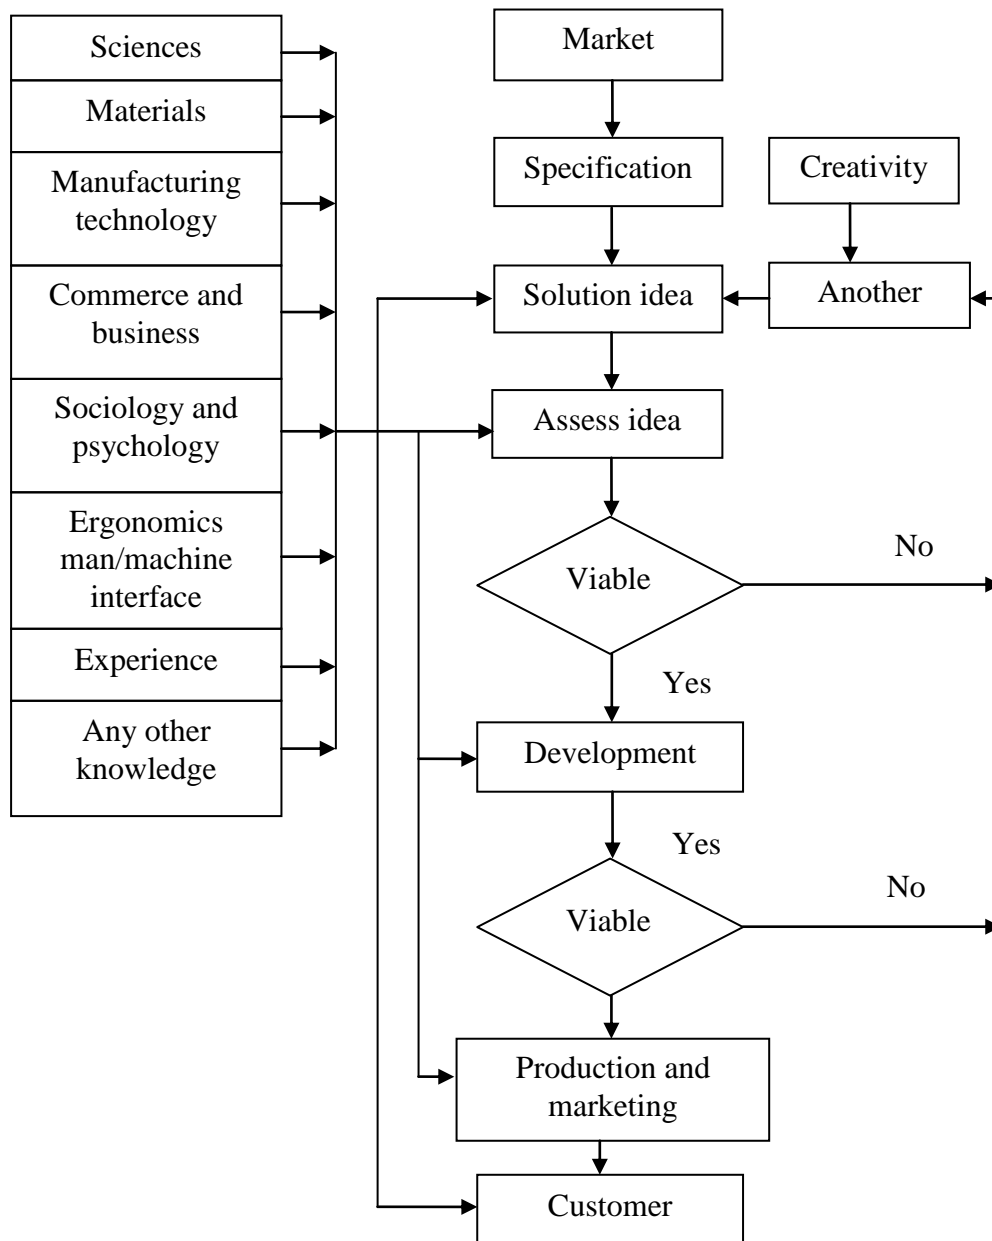 Sciences
Materials
Manufacturing
technology
Commerce and
business
Sociology and
psychology
Ergonomics
man/machine
interface
Experience
Any other
knowledge
Market
Specification
Creativity
Solution idea
Another
Assess idea
Viable
No
Yes
Development
Yes
Viable
No
Production and
marketing
Customer